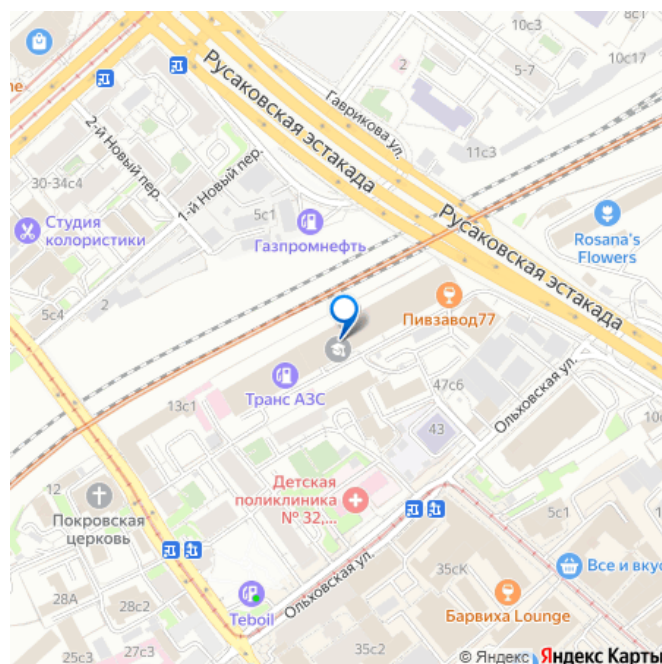 8с1
10с3
10с17
2
5-7
ne
Русаковская эстакада
Гаврикова ул.
11с3
2-й Новый пер.
1-й Новый пер.
30-34с4
5с1
Студия
колористики
Газпромнефть
Русаковская эстакада
Rosana's
Flowers
2
5с4
Пивзавод77
Транс АЗС
13с1
47с6
Ольховская ул.
43
12
Детская
поликлиника
№ 32,...
Покровская
церковь
5с1
28А
28с2
Teboil
Ольховская ул.
35сК
Все и вкус
Барвиха Lounge
27с3
25с3
35с2
© Яндекс Яндекс Карты